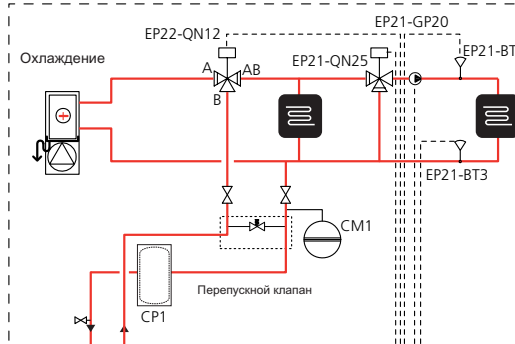 EP22-QN12
EP21-GP20
Охлаждение
A
AB
EP21-QN25
EP21-BT
B
EP21-BT3
CM1
Перепускной клапан
CP1